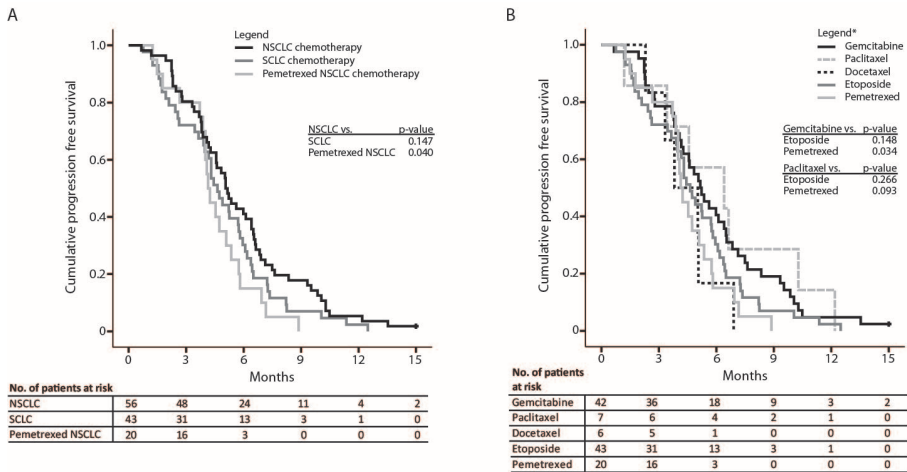 A
Legend
NSCLC chemotherapy
SCLC chemotherapy
Pemetrexed NSCLC chemotherapy
Cumulative progression free survival
1.0
0.8
0.6
0.4
0.2
0
NSCLC vs. p-value
SCLC 0.147
Pemetrexed NSCLC 0.040
0 3 6 9 12 15
Months
No. of patients at risk
NSCLC 56 48 24 11 4 2
SCLC 43 31 13 3 1 0
Pemetrexed NSCLC 20 16 3 0 0 0
B
Legend*
Gemcitabine
Paclitaxel
Docetaxel
Etoposide
Pemetrexed
Cumulative progression free survival
1.0
0.8
0.6
0.4
0.2
0
Gemcitabine vs. p-value
Etoposide 0.148
Pemetrexed 0.034
Paclitaxel vs. p-value
Etoposide 0.266
Pemetrexed 0.093
0 3 6 9 12 15
Months
No. of patients
at risk
Gemcitabine 42 36 18 9 3 2
Paclitaxel 7 6 4 2 1 0
Docetaxel 6 5 1 0 0 0
Etoposide 43 31 13 3 1 0
Pemetrexed 20 16 3 0 0 0